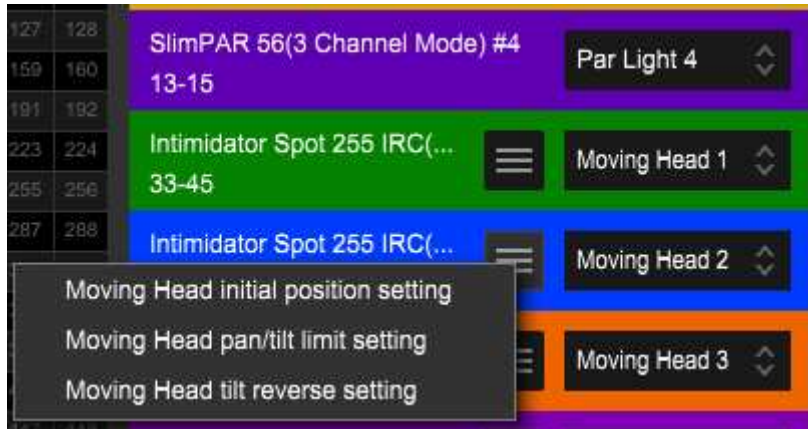 127 128
159 160
191 192
223 224
255 256
287 288
SlimPAR 56(3 Channel Mode) #4
13-15
Par Light 4
Intimidator Spot 255 IRC(...
33-45
Moving Head 1
Intimidator Spot 255 IRC(...
Moving Head 2
Moving Head initial position setting
Moving Head pan/tilt limit setting
Moving Head tilt reverse setting
Moving Head 3